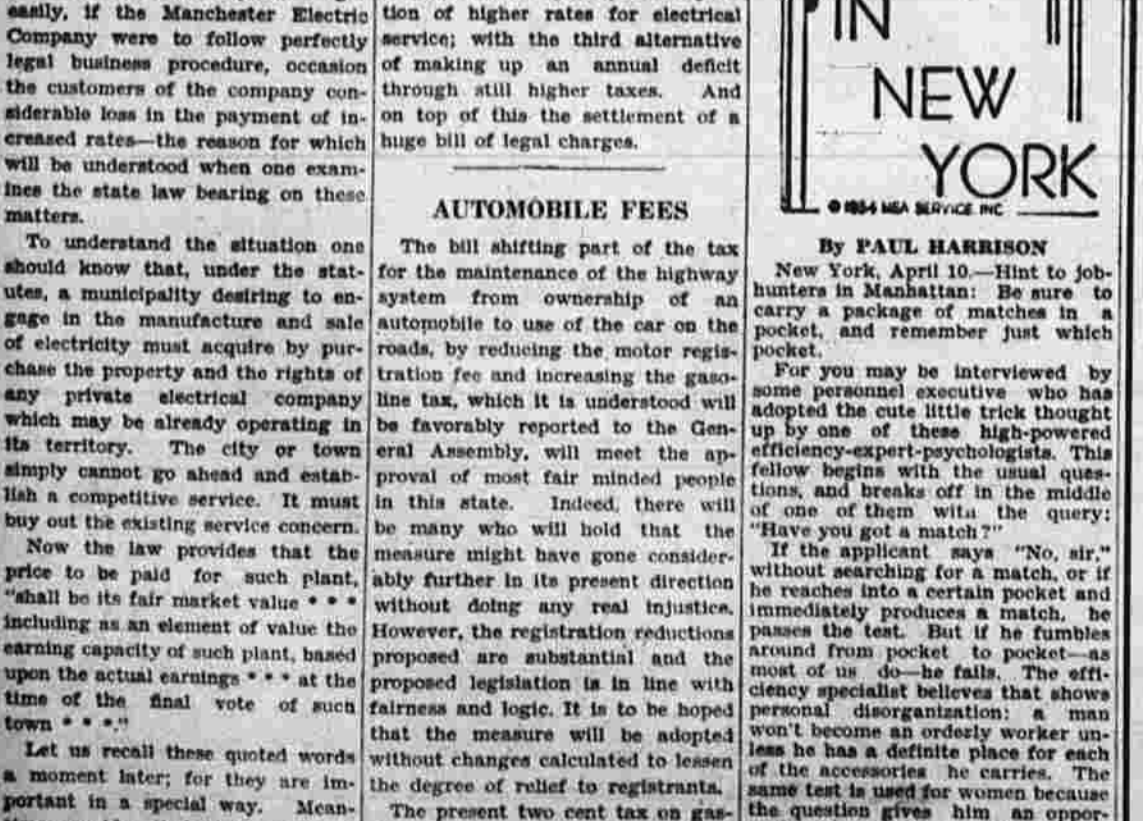 easily, if the Manchester Electric
Company were to follow perfectly
legal business procedure, occasion
the customers of the company con-
siderable loss in the payment of in-
creased rates—the reason for which
will be understood when one exam-
ines the state law bearing on these
matters.
To understand the situation one
should know that, under the stat-
utes, a municipality desiring to en-
gage in the manufacture and sale
of electricity must acquire by pur-
chase the property and the rights of
any private electrical company
which may be already operating in
its territory. The city or town
simply cannot go ahead and estab-
lish a competitive service. It must
buy out the existing service concern.
Now the law provides that the
price to be paid for such plant,
"shall be its fair market value * * *
including as an element of value the
earning capacity of such plant, based
upon the actual earnings * * * at the
time of the final vote of such
town * * *."
Let us recall these quoted words
a moment later; for they are im-
portant in a special way. Mean-
tion of higher rates for electrical
service; with the third alternative
of making up an annual deficit
through still higher taxes. And
on top of this the settlement of a
huge bill of legal charges.
AUTOMOBILE FEES
The bill shifting part of the tax
for the maintenance of the highway
system from ownership of an
automobile to use of the car on the
roads, by reducing the motor regis-
tration fee and increasing the gaso-
line tax, which it is understood will
be favorably reported to the Gen-
eral Assembly, will meet the ap-
proval of most fair minded people
in this state. Indeed, there will
be many who will hold that the
measure might have gone consider-
ably further in its present direction
without doing any real injustice.
However, the registration reductions
proposed are substantial and the
proposed legislation is in line with
fairness and logic. It is to be hoped
that the measure will be adopted
without changes calculated to lessen
the degree of relief to registrants.
The present two cent tax on gas-
IN
NEW
YORK
© 1934 NEA SERVICE INC
By PAUL HARRISON
New York, April 10.—Hint to job-
hunters in Manhattan: Be sure to
carry a package of matches in a
pocket, and remember just which
pocket.
For you may be interviewed by
some personnel executive who has
adopted the cute little trick thought
up by one of these high-powered
efficiency-expert-psychologists. This
fellow begins with the usual ques-
tions, and breaks off in the middle
of one of them with the query:
"Have you got a match?"
If the applicant says "No, sir,"
without searching for a match, or if
he reaches into a certain pocket and
immediately produces a match, he
passes the test. But if he fumbles
around from pocket to pocket—as
most of us do—he fails. The effi-
ciency specialist believes that shows
personal disorganization; a man
won't become an orderly worker un-
less he has a definite place for each
of the accessories he carries. The
same test is used for women because
the question gives him an oppor-